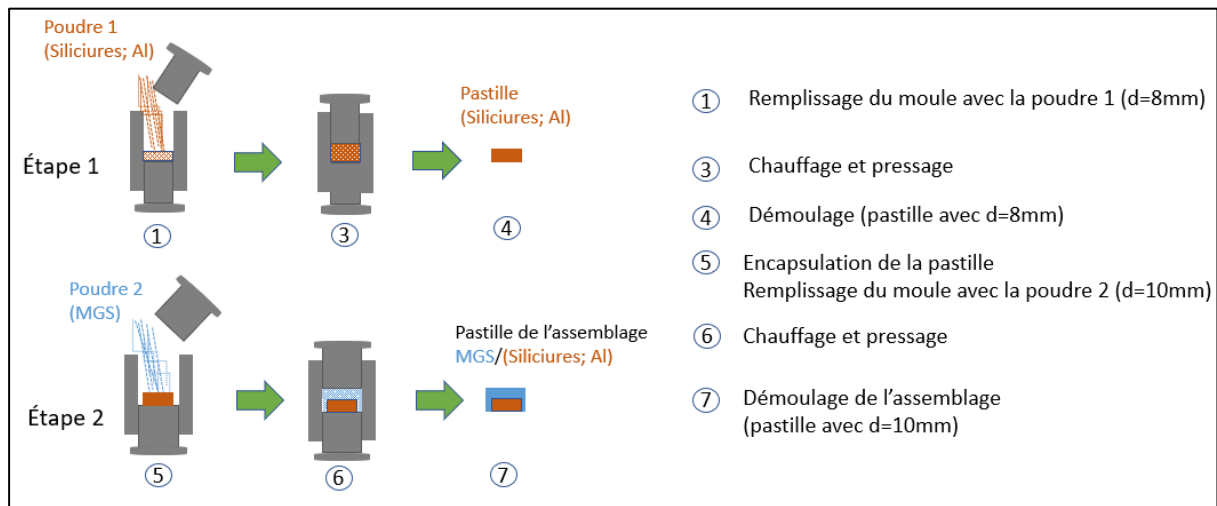 Poudre 1
(Siliciures; Al)
Étape 1
Pastille
(Siliciures; Al)
1
3
4
Poudre 2
(MGS)
Étape 2
Pastille de l’assemblage
MGS/(Siliciures; Al)
5
6
7
1 Remplissage du moule avec la poudre 1 (d=8mm)
3 Chauffage et pressage
4 Démoulage (pastille avec d=8mm)
5 Encapsulation de la pastille
Remplissage du moule avec la poudre 2 (d=10mm)
6 Chauffage et pressage
7 Démoulage de l’assemblage
(pastille avec d=10mm)